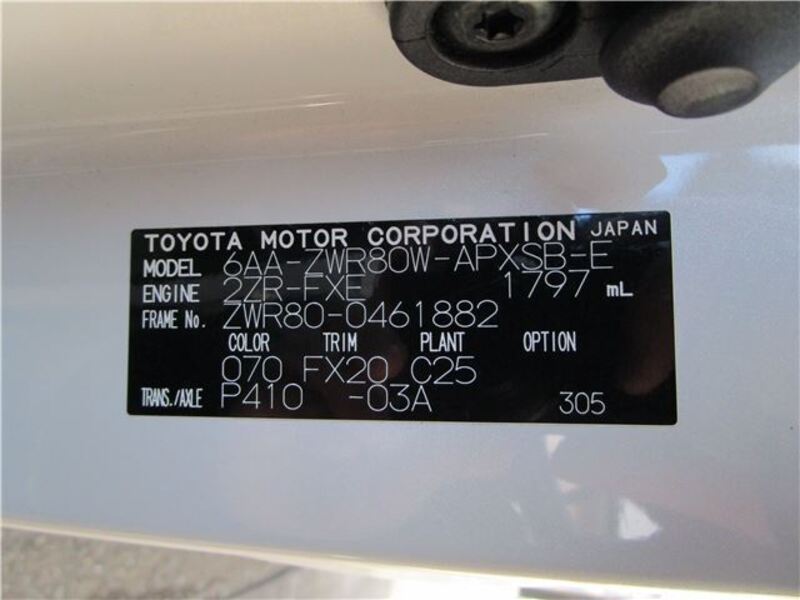 TOYOTA MOTOR CORPORATION JAPAN
MODEL 6AA-ZWR80W-APXSB-E
ENGINE 2ZR-FXE 1797 mL
FRAME No. ZWR80-0461882
COLOR TRIM PLANT OPTION
070 FX20 C25
TRANS./AXLE P410 -03A 305